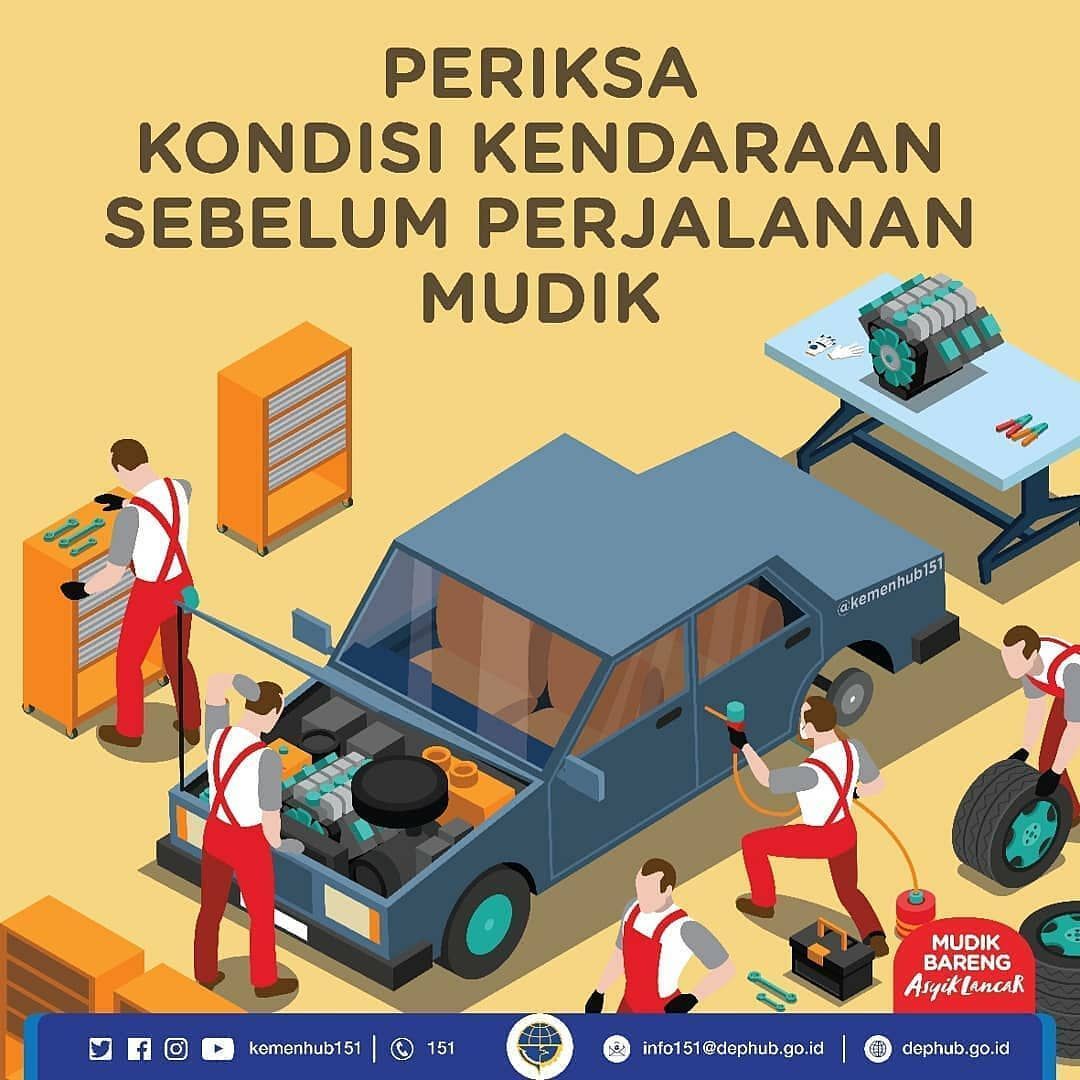 PERIKSA
KONDISI KENDARAAN
SEBELUM PERJALANAN
MUDIK
@kemenhub151
MUDIK
BARENG
AsyikLancaR
kemenhub151 | 151
info151@dephub.go.id | dephub.go.id